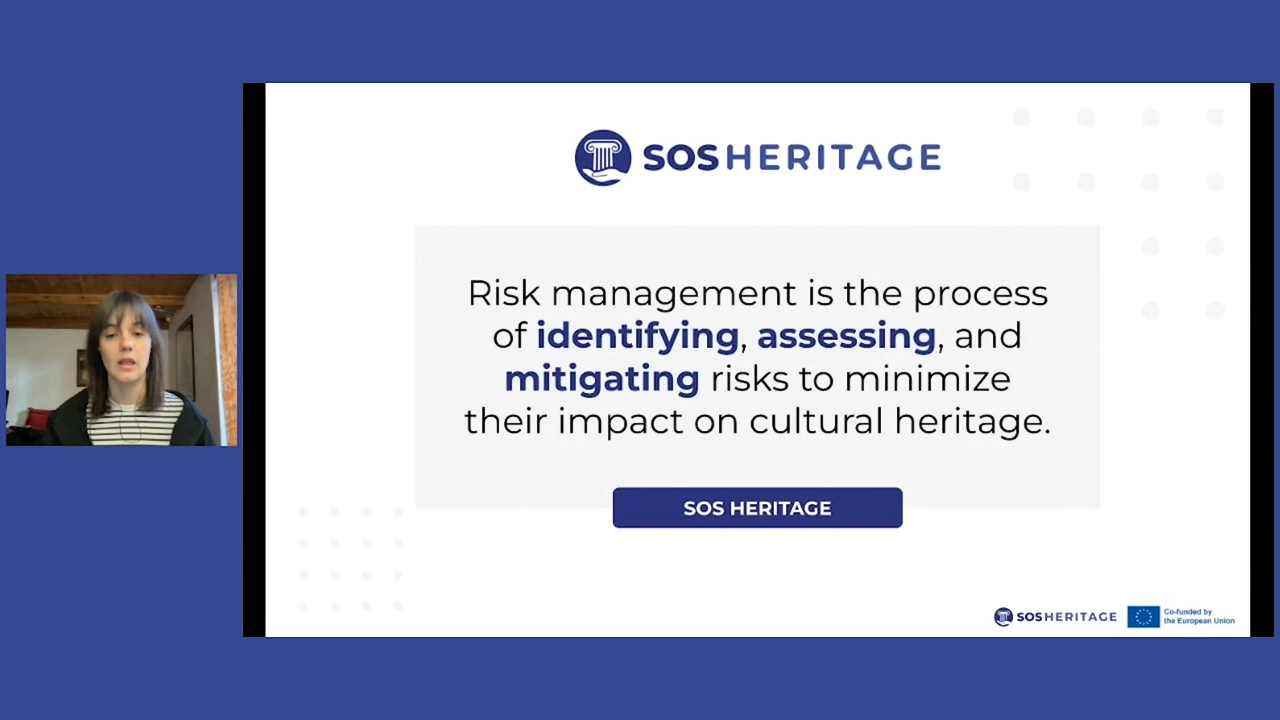 SOS HERITAGE
Risk management is the process
of identifying, assessing, and
mitigating risks to minimize
their impact on cultural heritage.
SOS HERITAGE
SOS HERITAGE
Co-funded by
the European Union